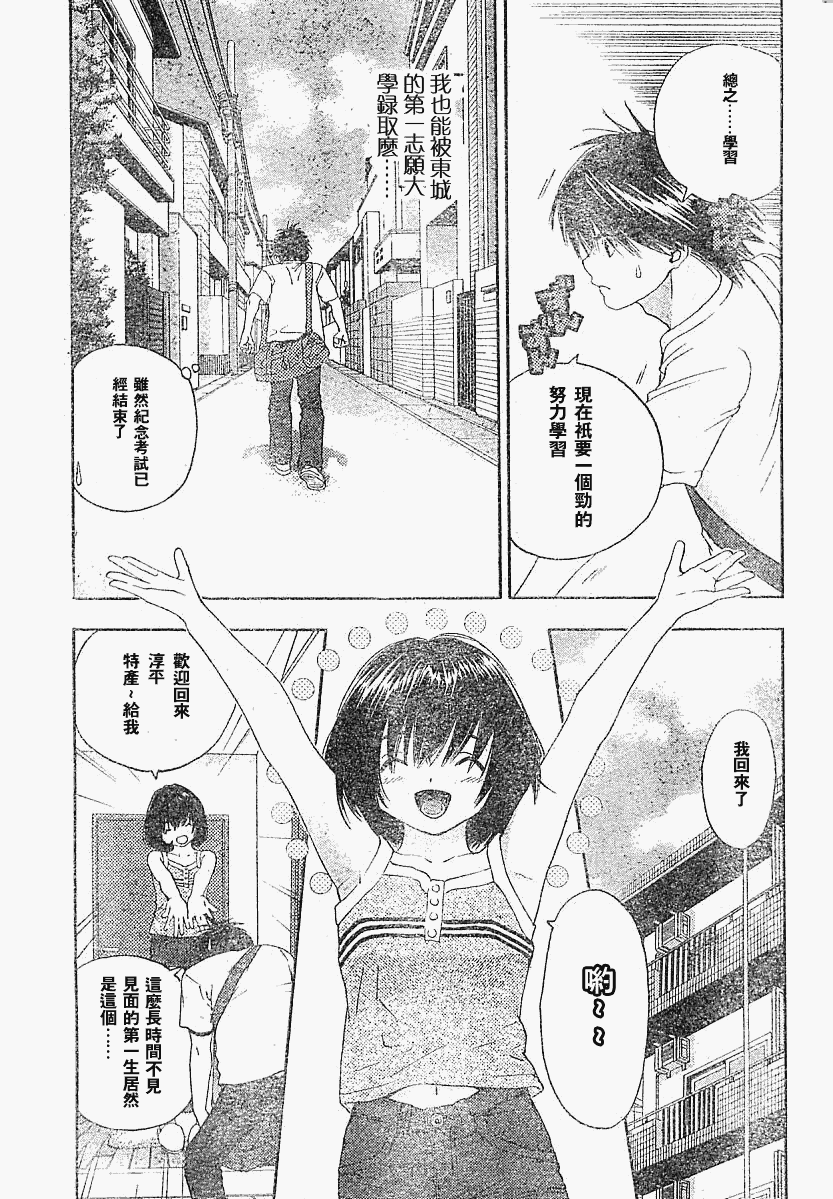 總之……學習
現在祇要一個勁的
努力學習
我也能被東城
的第一志願大
學録取麽……
雖然紀念考試已
經結束了
我回來了
喲~~
歡迎回來
淳平
特產~給我
這麼長時間不見
見面的第一生居然
是這個……